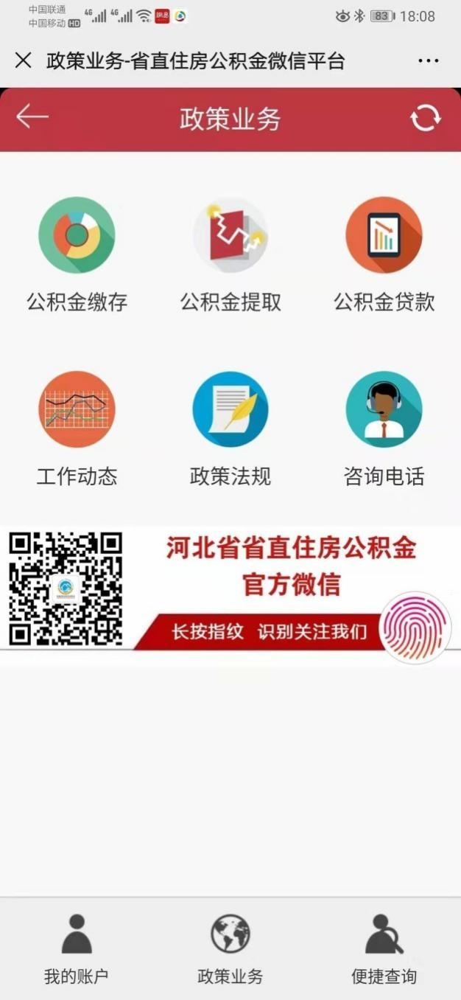 中国联通
中国移动 HD
4G 4G 网易 83 18:08
政策业务-省直住房公积金微信平台
政策业务
公积金缴存 公积金提取 公积金贷款
工作动态 政策法规 咨询电话
河北省省直住房公积金
官方微信
长按指纹 识别关注我们
我的账户 政策业务 便捷查询